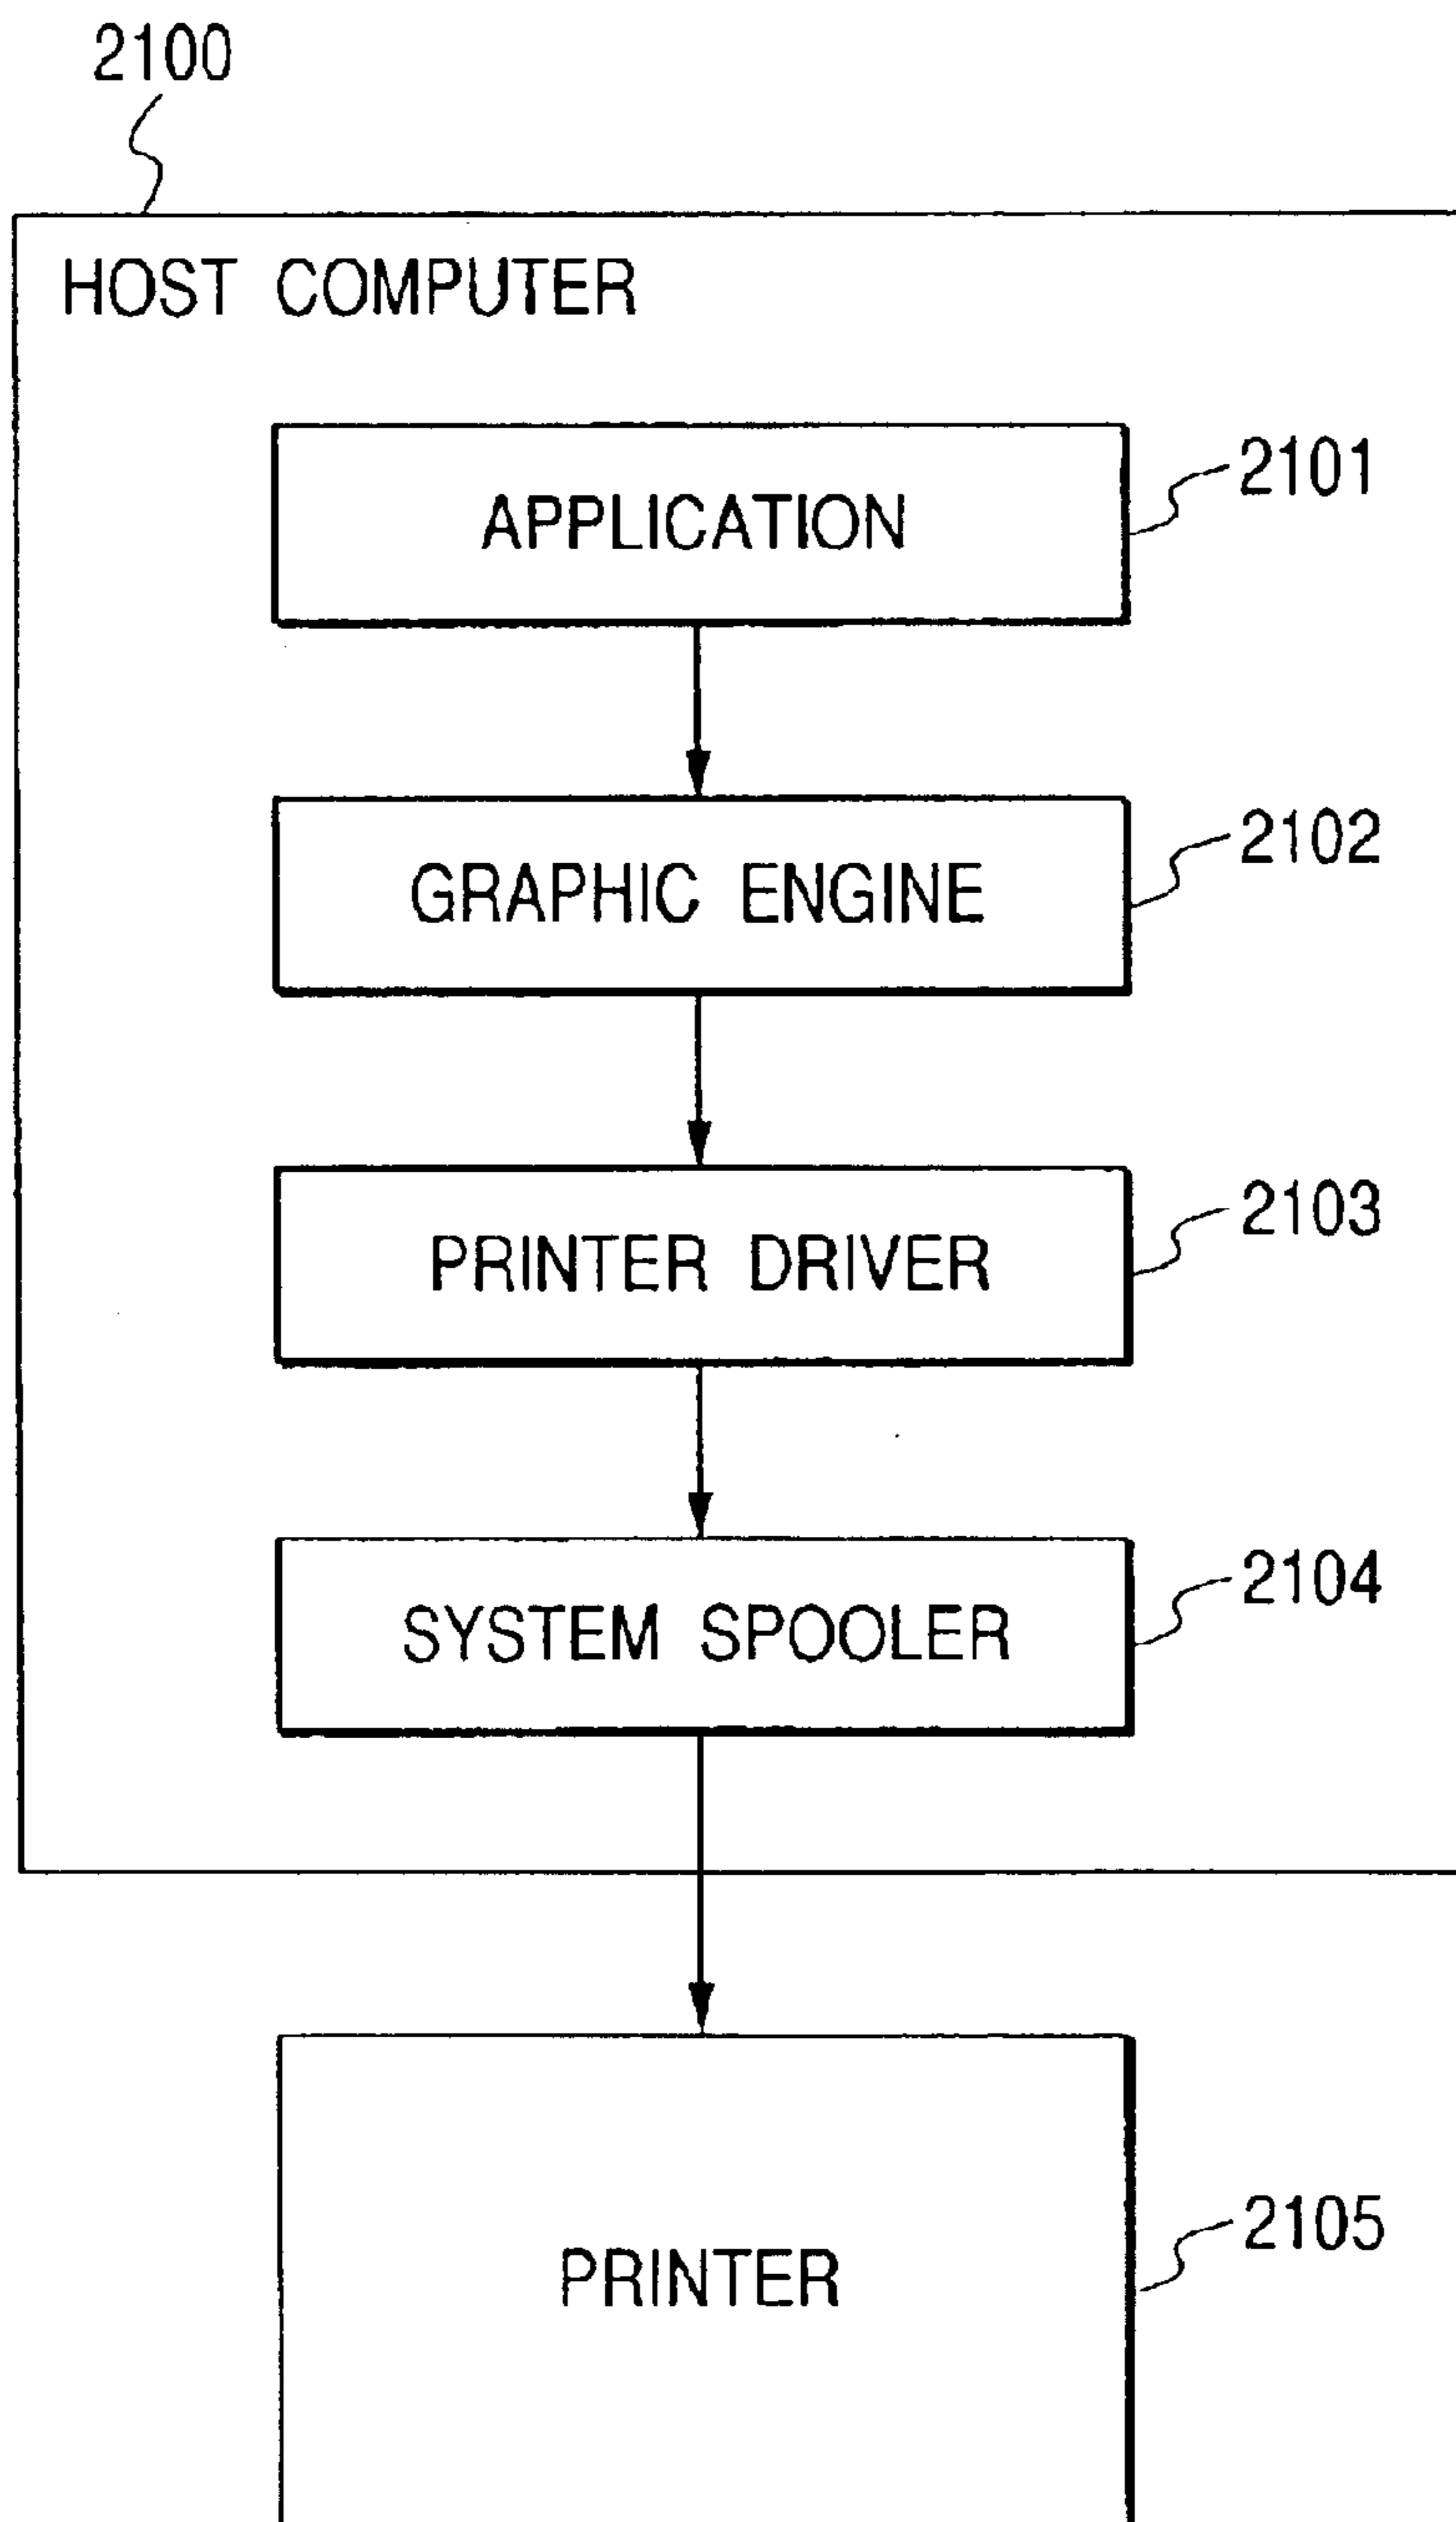 2100
HOST COMPUTER
APPLICATION
2101
GRAPHIC ENGINE
2102
PRINTER DRIVER
2103
SYSTEM SPOOLER
2104
PRINTER
2105